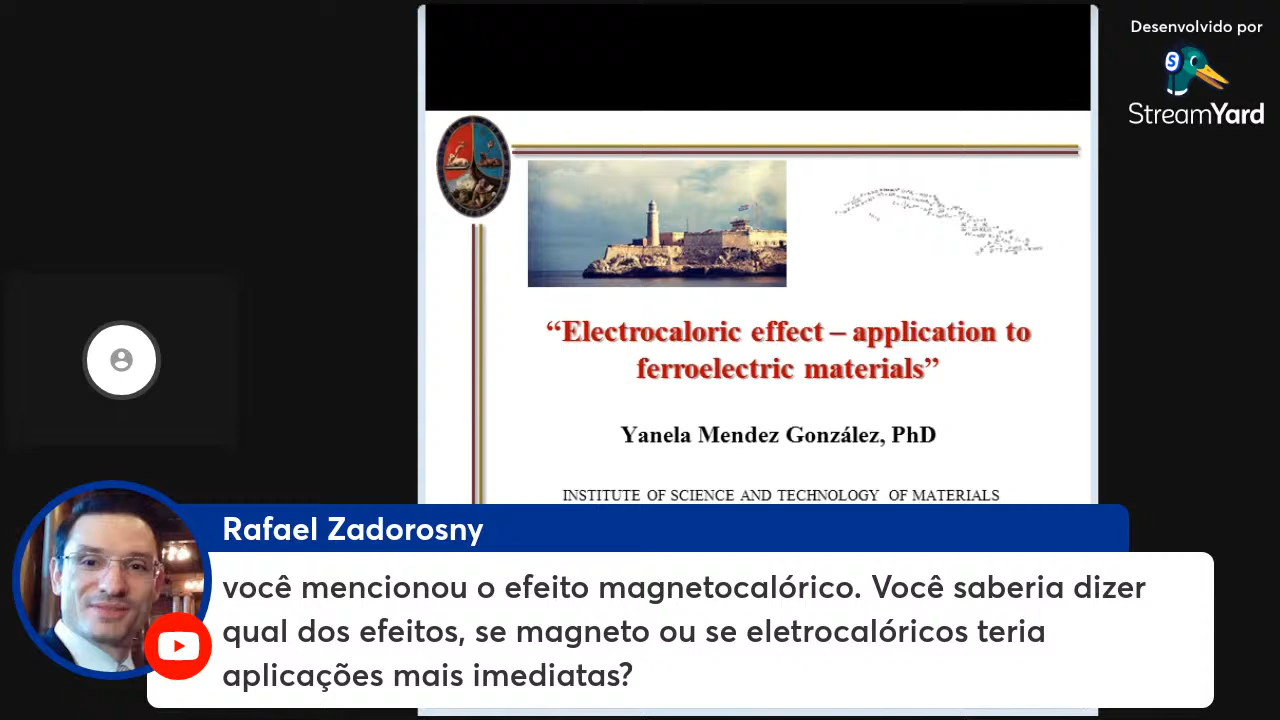 Desenvolvido por
StreamYard
“Electrocaloric effect – application to
ferroelectric materials”
Yanela Mendez González, PhD
INSTITUTE OF SCIENCE AND TECHNOLOGY OF MATERIALS
Rafael Zadorosny
você mencionou o efeito magnetocalórico. Você saberia dizer
qual dos efeitos, se magneto ou se eletrocalóricos teria
aplicações mais imediatas?